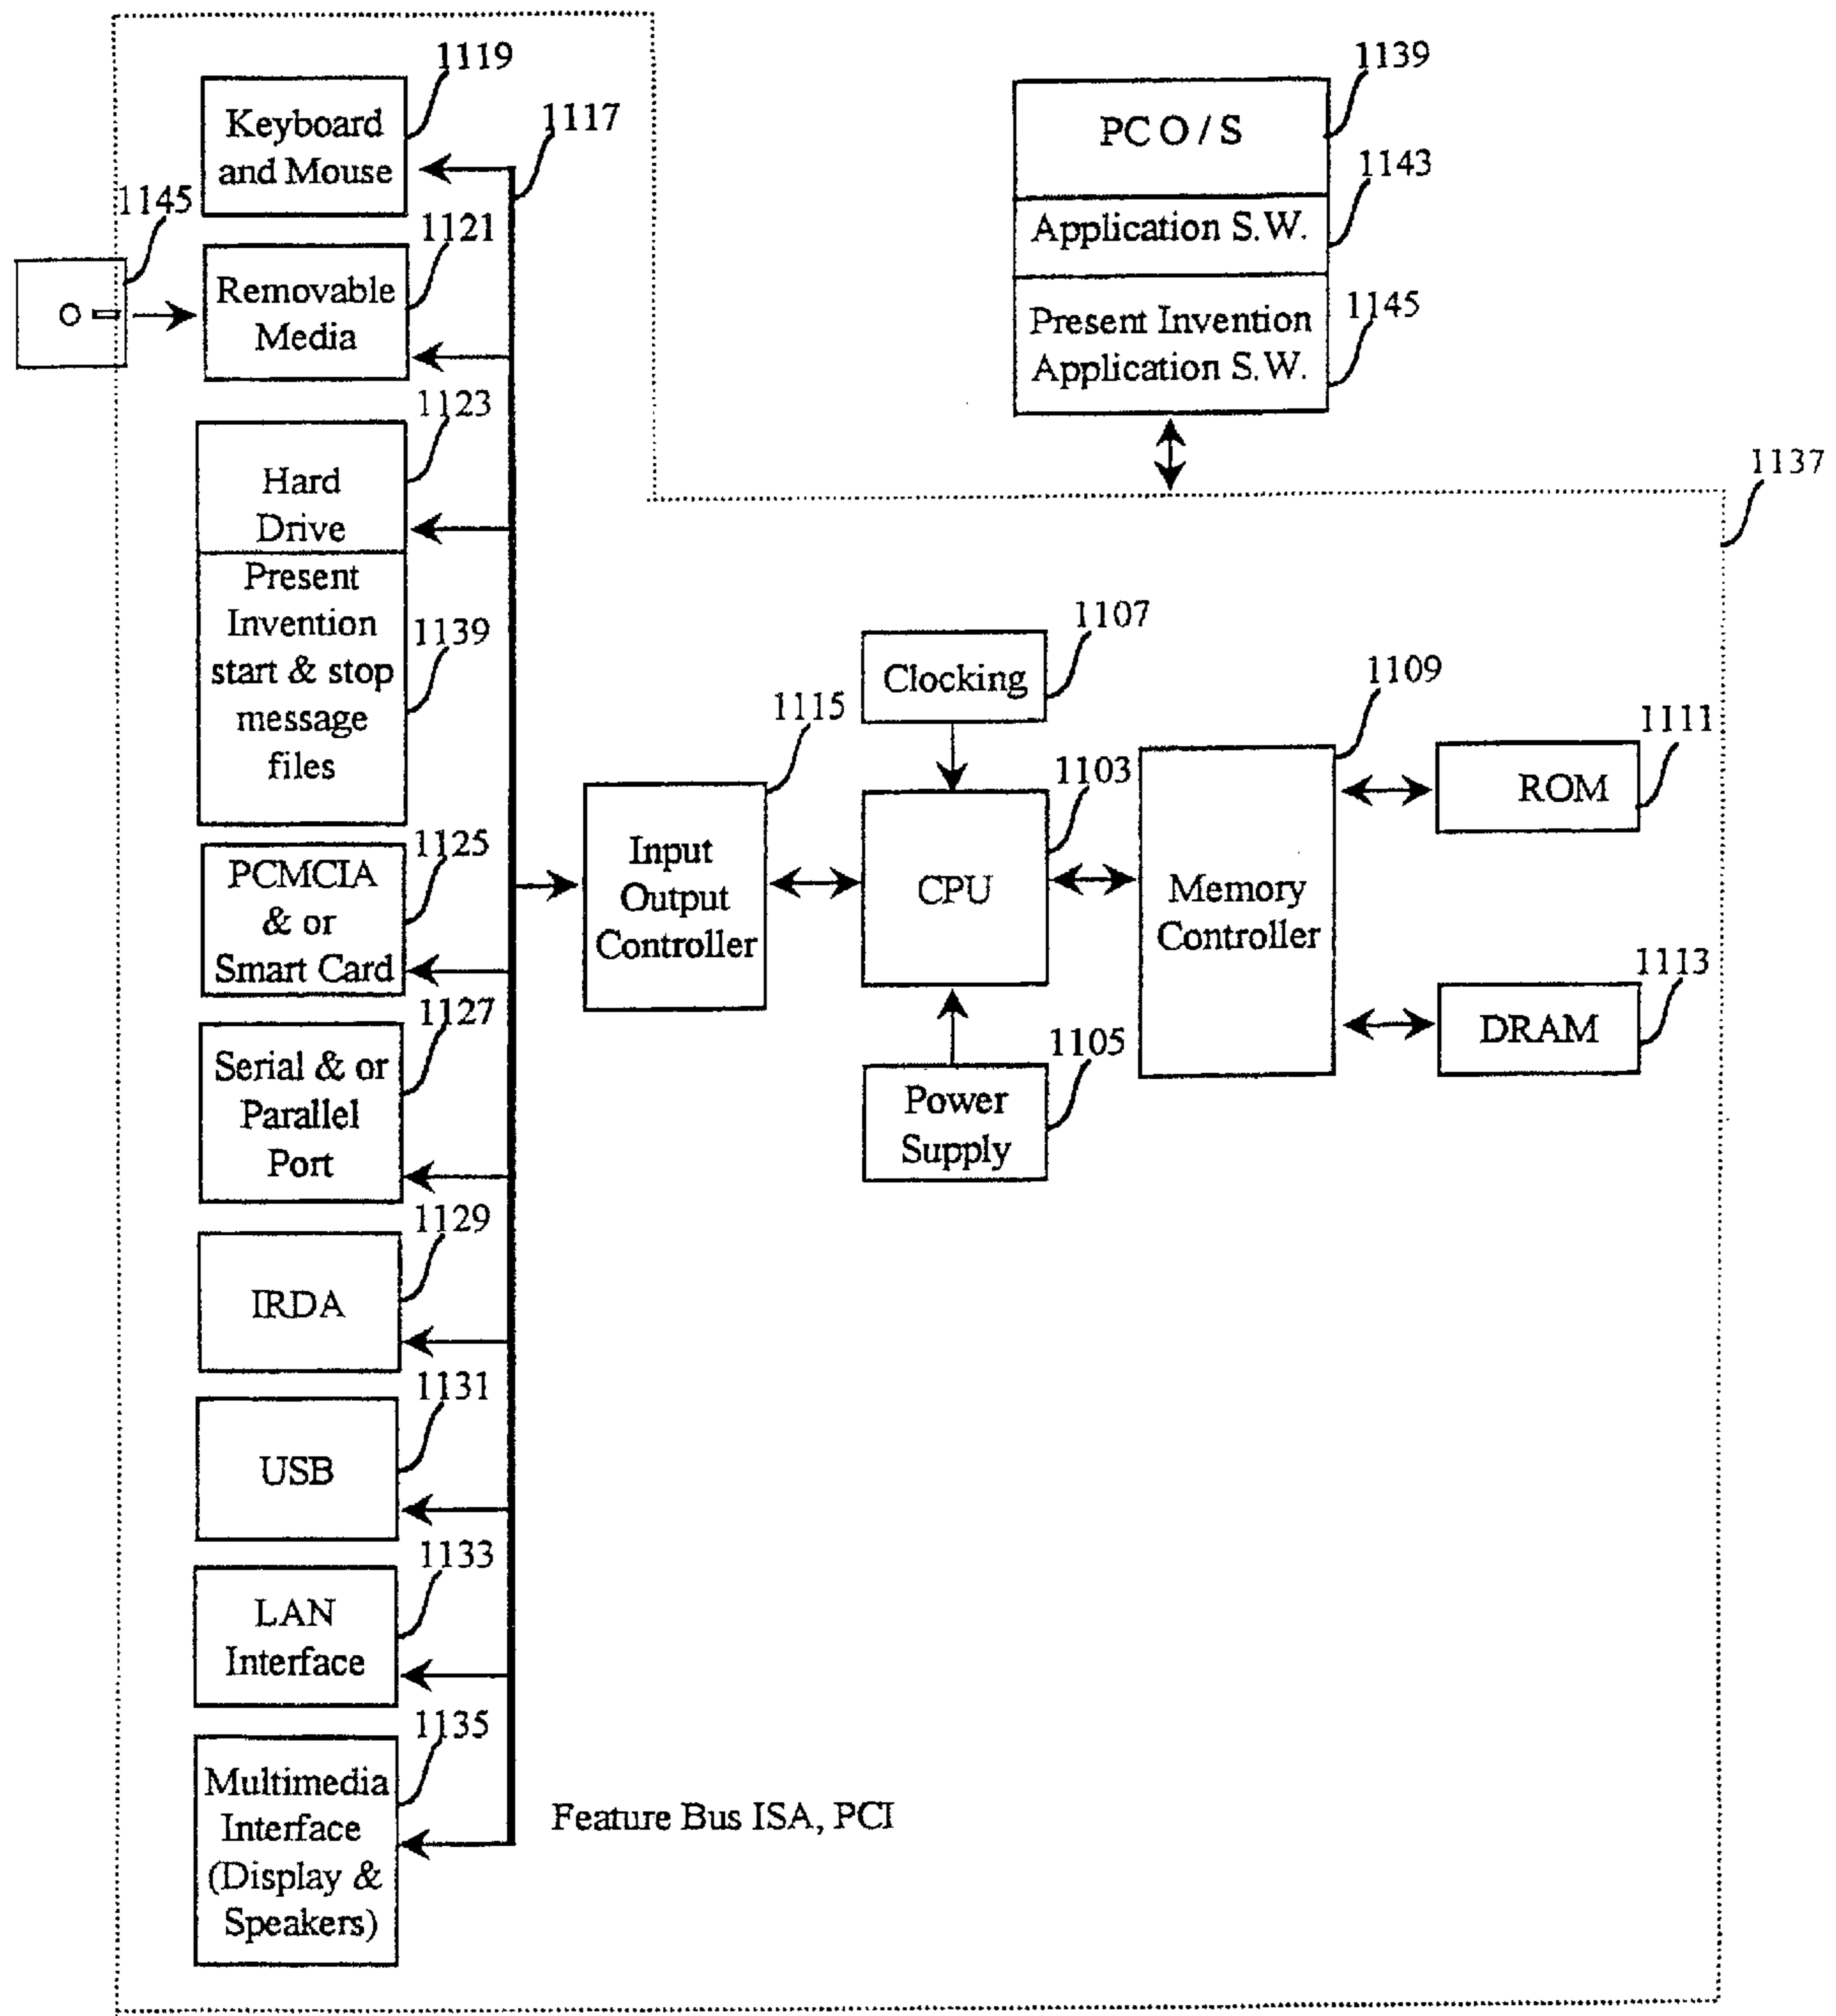 1119
Keyboard
and Mouse
1117
1145
1121
Removable
Media
1123
Hard
Drive
Present
Invention
start & stop
message
files
1139
1125
PCMCIA
& or
Smart Card
1127
Serial & or
Parallel
Port
1129
IRDA
1131
USB
1133
LAN
Interface
1135
Multimedia
Interface
(Display &
Speakers)
Feature Bus ISA, PCI
1139
PC O / S
1143
Application S.W.
1145
Present Invention
Application S.W.
1137
1107
Clocking
1115
Input
Output
Controller
1103
CPU
1105
Power
Supply
1109
Memory
Controller
1111
ROM
1113
DRAM